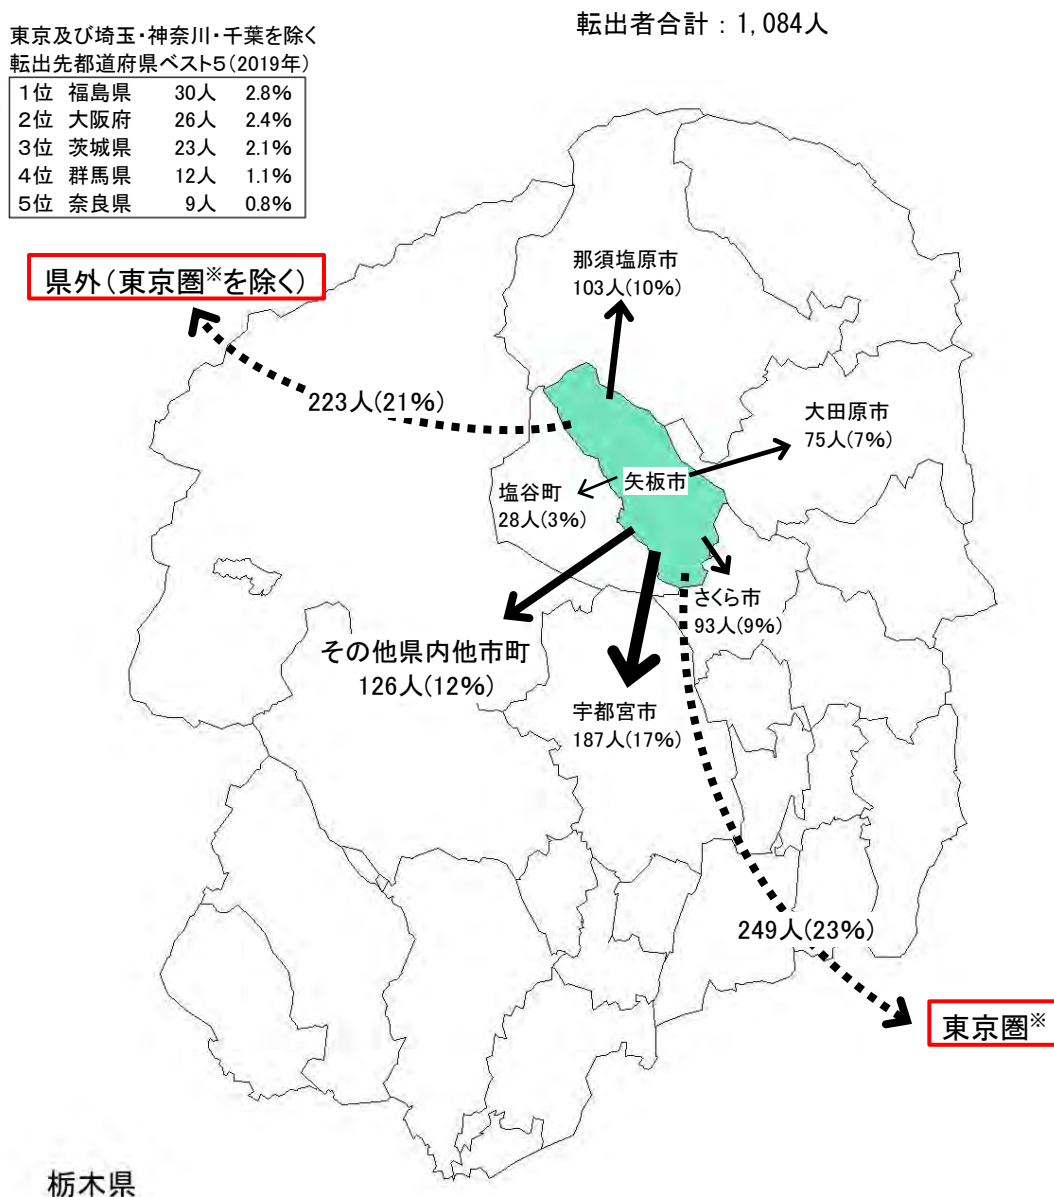 転出者合計：1,084人
東京及び埼玉・神奈川・千葉を除く
転出先都道府県ベスト5(2019年)
1位 福島県 30人 2.8%
2位 大阪府 26人 2.4%
3位 茨城県 23人 2.1%
4位 群馬県 12人 1.1%
5位 奈良県 9人 0.8%
県外(東京圏※を除く)
223人(21%)
那須塩原市
103人(10%)
大田原市
75人(7%)
矢板市
塩谷町
28人(3%)
さくら市
93人(9%)
その他県内他市町
126人(12%)
宇都宮市
187人(17%)
249人(23%)
東京圏※
栃木県